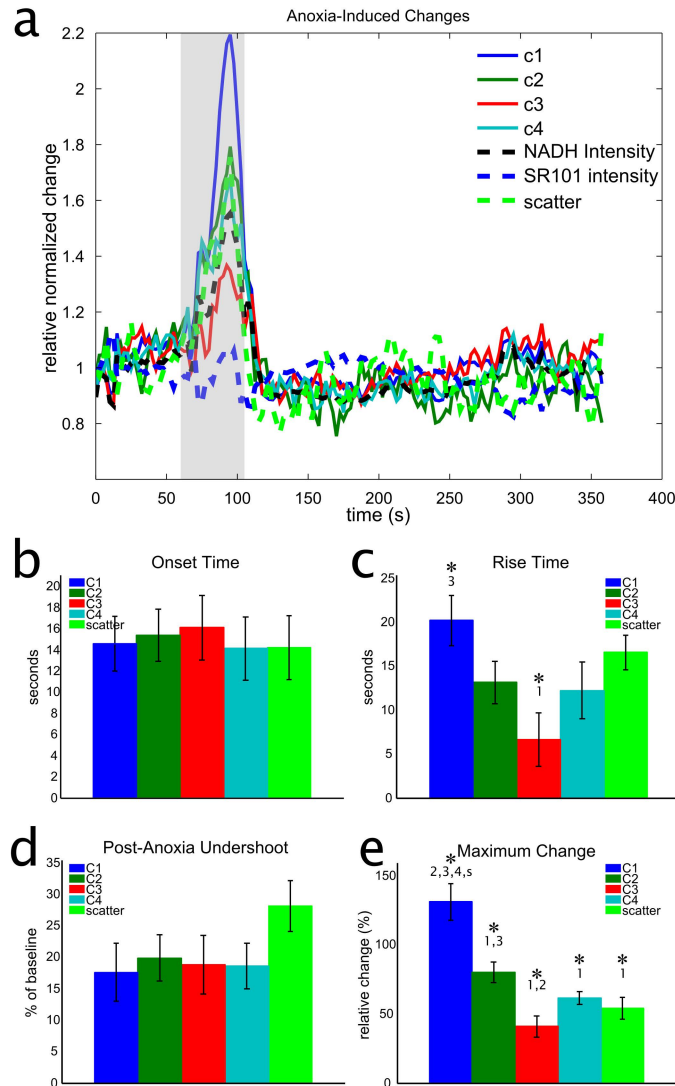 a
Anoxia-Induced Changes
relative normalized change
2.2
2
1.8
1.6
1.4
1.2
1
0.8
c1
c2
c3
c4
NADH Intensity
SR101 intensity
scatter
0 50 100 150 200 250 300 350 400
time (s)
b
Onset Time
seconds
20
18
16
14
12
10
8
6
4
2
0
C1
C2
C3
C4
scatter
c
Rise Time
seconds
25
20
15
10
5
0
*
3
*
1
C1
C2
C3
C4
scatter
d
Post-Anoxia Undershoot
% of baseline
35
30
25
20
15
10
5
0
C1
C2
C3
C4
scatter
e
Maximum Change
relative change (%)
150
100
50
0
*
2,3,4,s
*
1,3
*
1,2
*
1
*
1
C1
C2
C3
C4
scatter